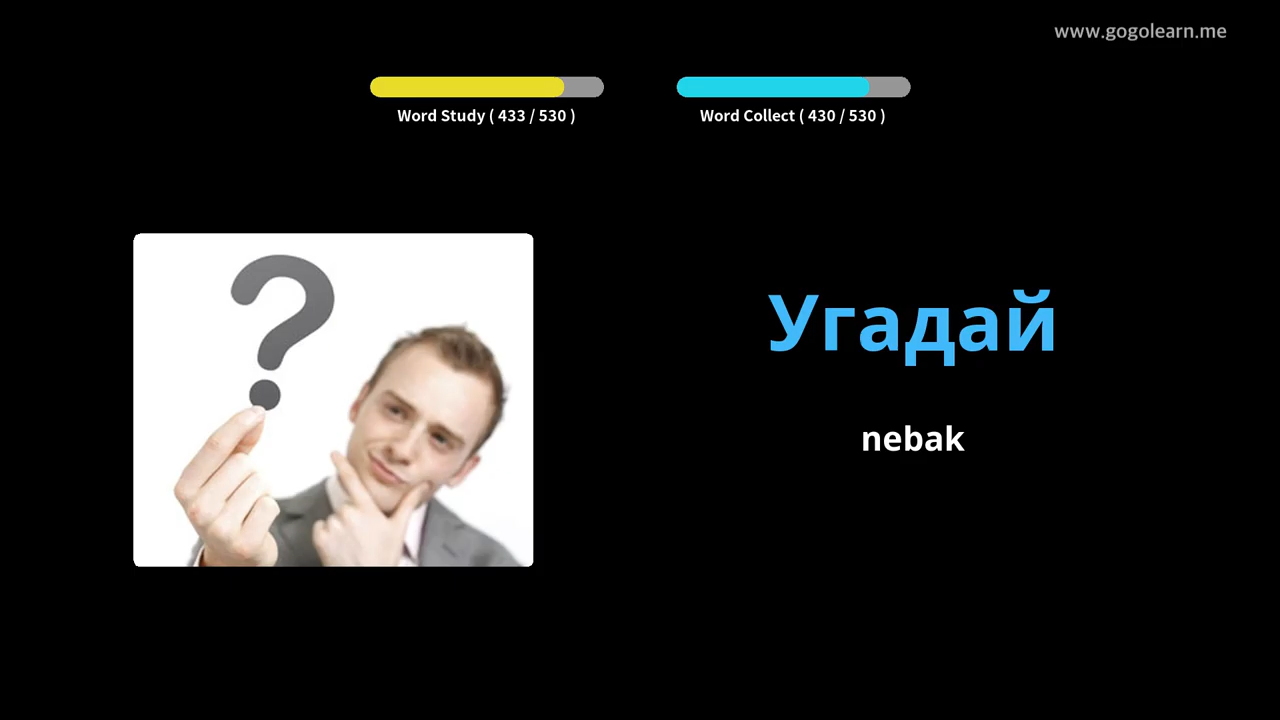 www.gogolearn.me
Word Study ( 433 / 530 )
Word Collect ( 430 / 530 )
?
Угадай
nebak